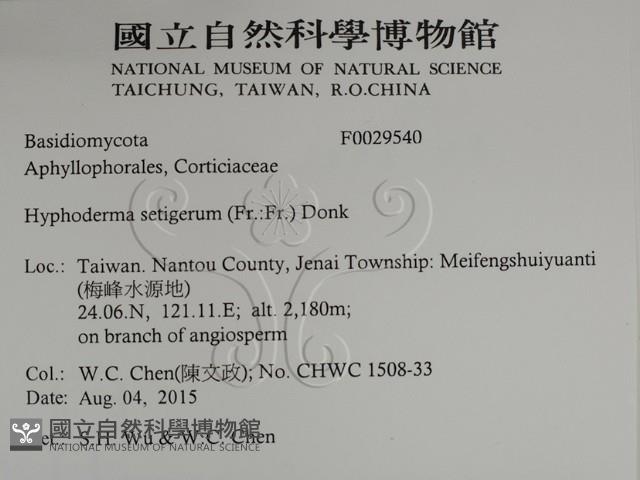 國立自然科學博物館
NATIONAL MUSEUM OF NATURAL SCIENCE
TAICHUNG, TAIWAN, R.O.CHINA
Basidiomycota F0029540
Aphyllophorales, Corticiaceae
Hyphoderma setigerum (Fr.:Fr.) Donk
Loc.: Taiwan. Nantou County, Jenai Township: Meifengshuiyuanti
(梅峰水源地)
24.06.N, 121.11.E; alt. 2,180m;
on branch of angiosperm
Col.: W.C. Chen(陳文政); No. CHWC 1508-33
Date: Aug. 04, 2015
S.H. Wu & W.C. Chen
國立自然科學博物館
NATIONAL MUSEUM OF NATURAL SCIENCE